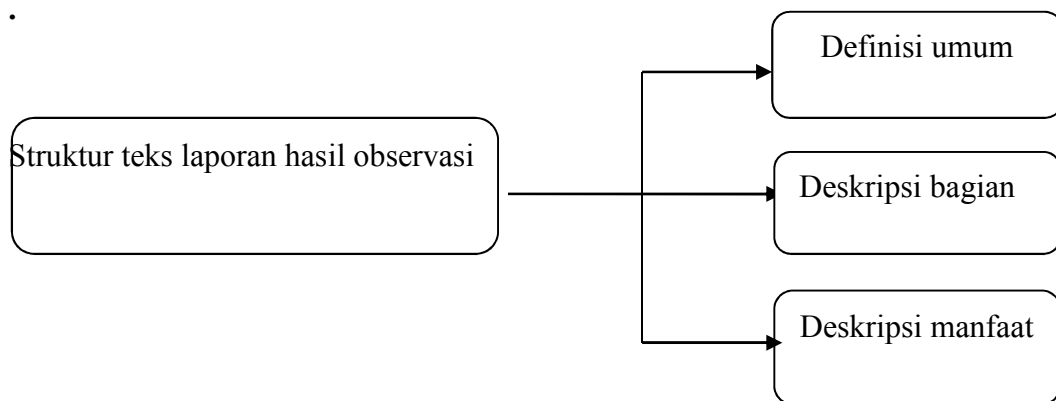 .
Definisi umum
Struktur teks laporan hasil observasi
Deskripsi bagian
Deskripsi manfaat